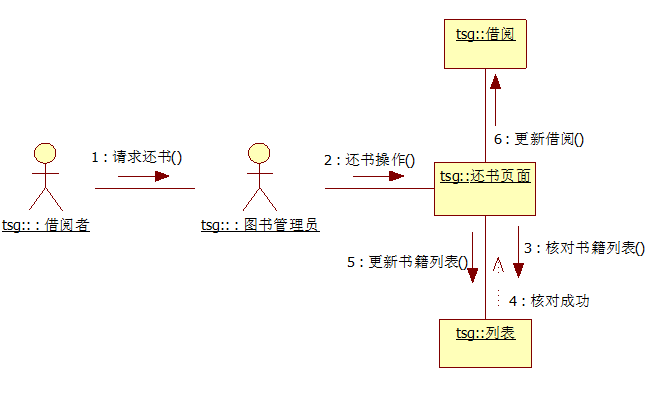 tsg::借阅
6 : 更新借阅()
1 : 请求还书()
2 : 还书操作()
tsg::还书页面
tsg:: : 借阅者
tsg:: : 图书管理员
3 : 核对书籍列表()
5 : 更新书籍列表()
4 : 核对成功
tsg::列表